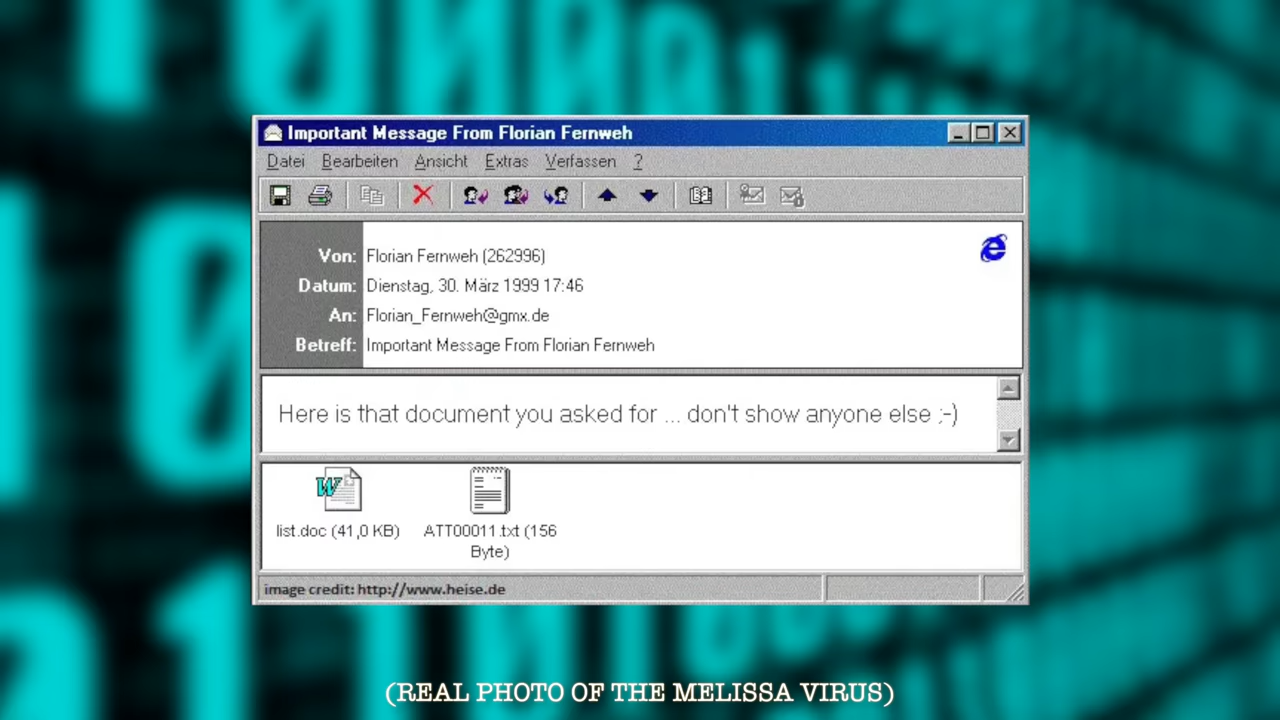 Important Message From Florian Fernweh
Datei Bearbeiten Ansicht Extras Verfassen ?
Von: Florian Fernweh (262996)
Datum: Dienstag, 30. März 1999 17:46
An: Florian_Fernweh@gmx.de
Betreff: Important Message From Florian Fernweh
Here is that document you asked for ... don't show anyone else ;-)
W
list.doc (41,0 KB) ATT00011.txt (156
Byte)
image credit: http://www.heise.de
(REAL PHOTO OF THE MELISSA VIRUS)